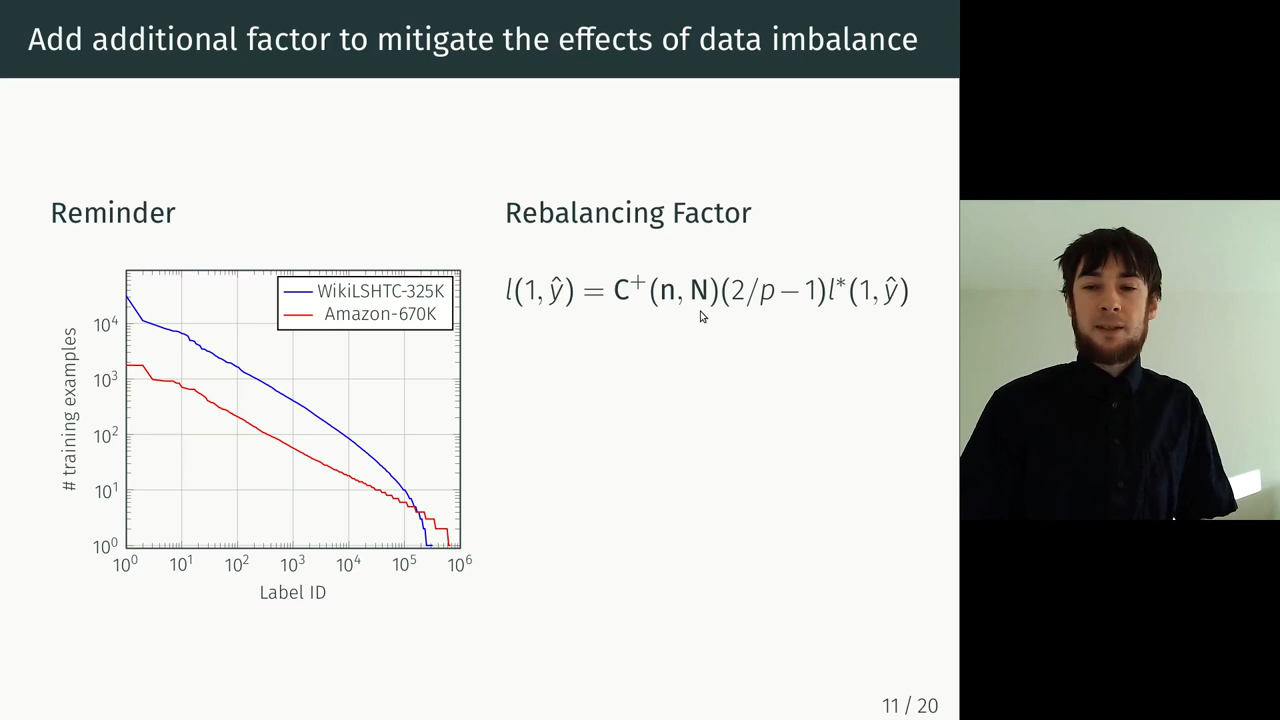 Add additional factor to mitigate the effects of data imbalance
Reminder
WikiLSHTC-325K
Amazon-670K
# training examples
10⁴
10³
10²
10¹
10⁰
10⁰ 10¹ 10² 10³ 10⁴ 10⁵ 10⁶
Label ID
Rebalancing Factor
l(1, ŷ) = C⁺(n, N)(2/p − 1)l*(1, ŷ)
11 / 20